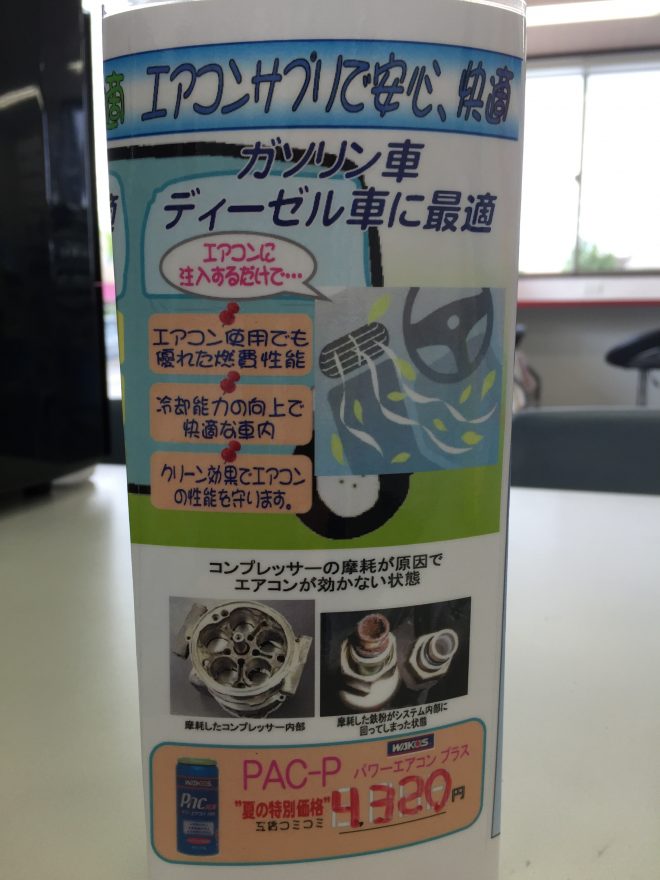 適
エアコンサプリで安心、快適
ガソリン車
ディーゼル車に最適
エアコンに
注入するだけで…
エアコン使用でも
優れた燃費性能
冷却能力の向上で
快適な車内
クリーン効果でエアコン
の性能を守ります。
コンプレッサーの摩耗が原因で
エアコンが効かない状態
摩耗したコンプレッサー内部
摩耗した鉄粉がシステム内部に
回ってしまった状態
WAKO'S
PAC-P パワーエアコン プラス
"夏の特別価格" 4,320円
工賃コミコミ
WAKO'S
PAC